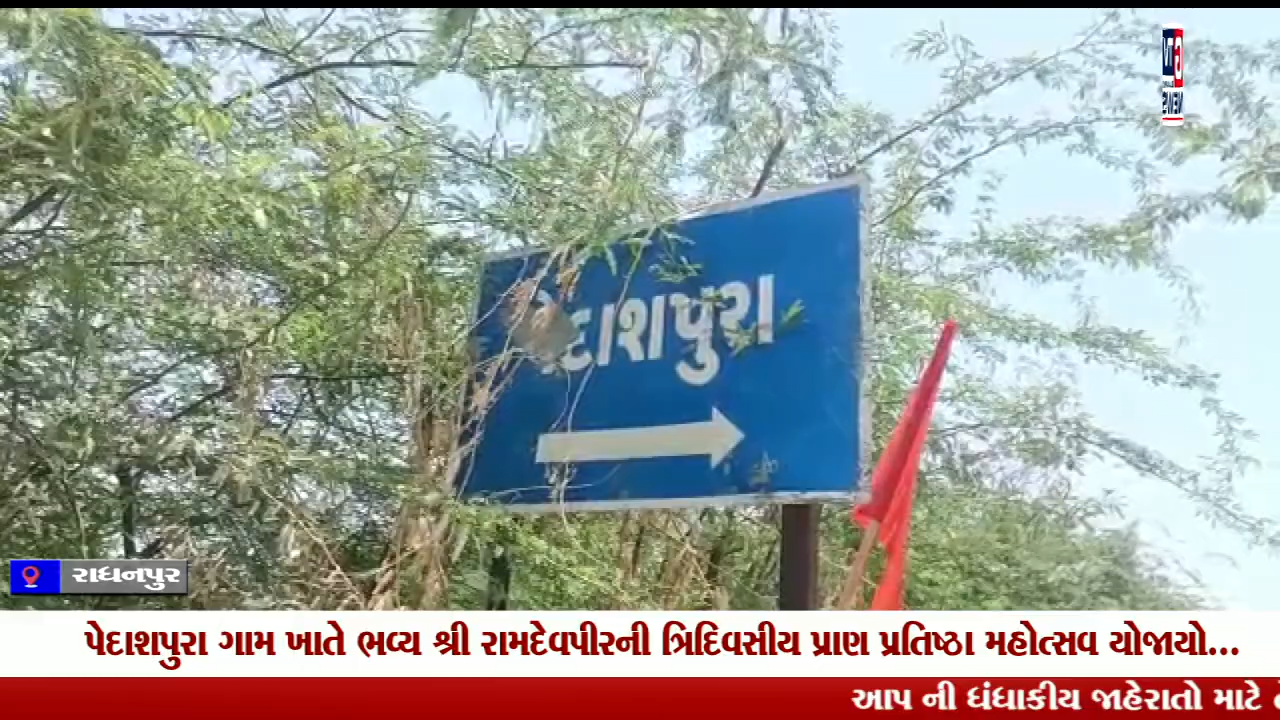 પેદાશપુરા
રાધનપુર
પેદાશપુરા ગામ ખાતે ભવ્ય શ્રી રામદેવપીરની ત્રિદિવસીય પ્રાણ પ્રતિષ્ઠા મહોત્સવ યોજાયો...
આપ ની ધંધાકીય જાહેરાતો માટે